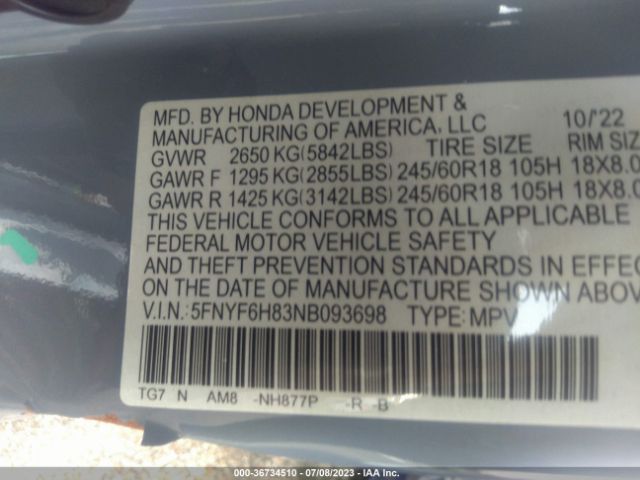 MFD. BY HONDA DEVELOPMENT &
MANUFACTURING OF AMERICA, LLC 10/'22
GVWR 2650 KG(5842LBS) TIRE SIZE RIM SIZ
GAWR F 1295 KG(2855LBS) 245/60R18 105H 18X8.0
GAWR R 1425 KG(3142LBS) 245/60R18 105H 18X8.0
THIS VEHICLE CONFORMS TO ALL APPLICABLE
FEDERAL MOTOR VEHICLE SAFETY
AND THEFT PREVENTION STANDARDS IN EFFEC
ON THE DATE OF MANUFACTURE SHOWN ABOV
V.I.N.: 5FNYF6H83NB093698 TYPE: MPV
TG7 N AM8 -NH877P -R -B
000-36734510 - 07/08/2023 - IAA Inc.